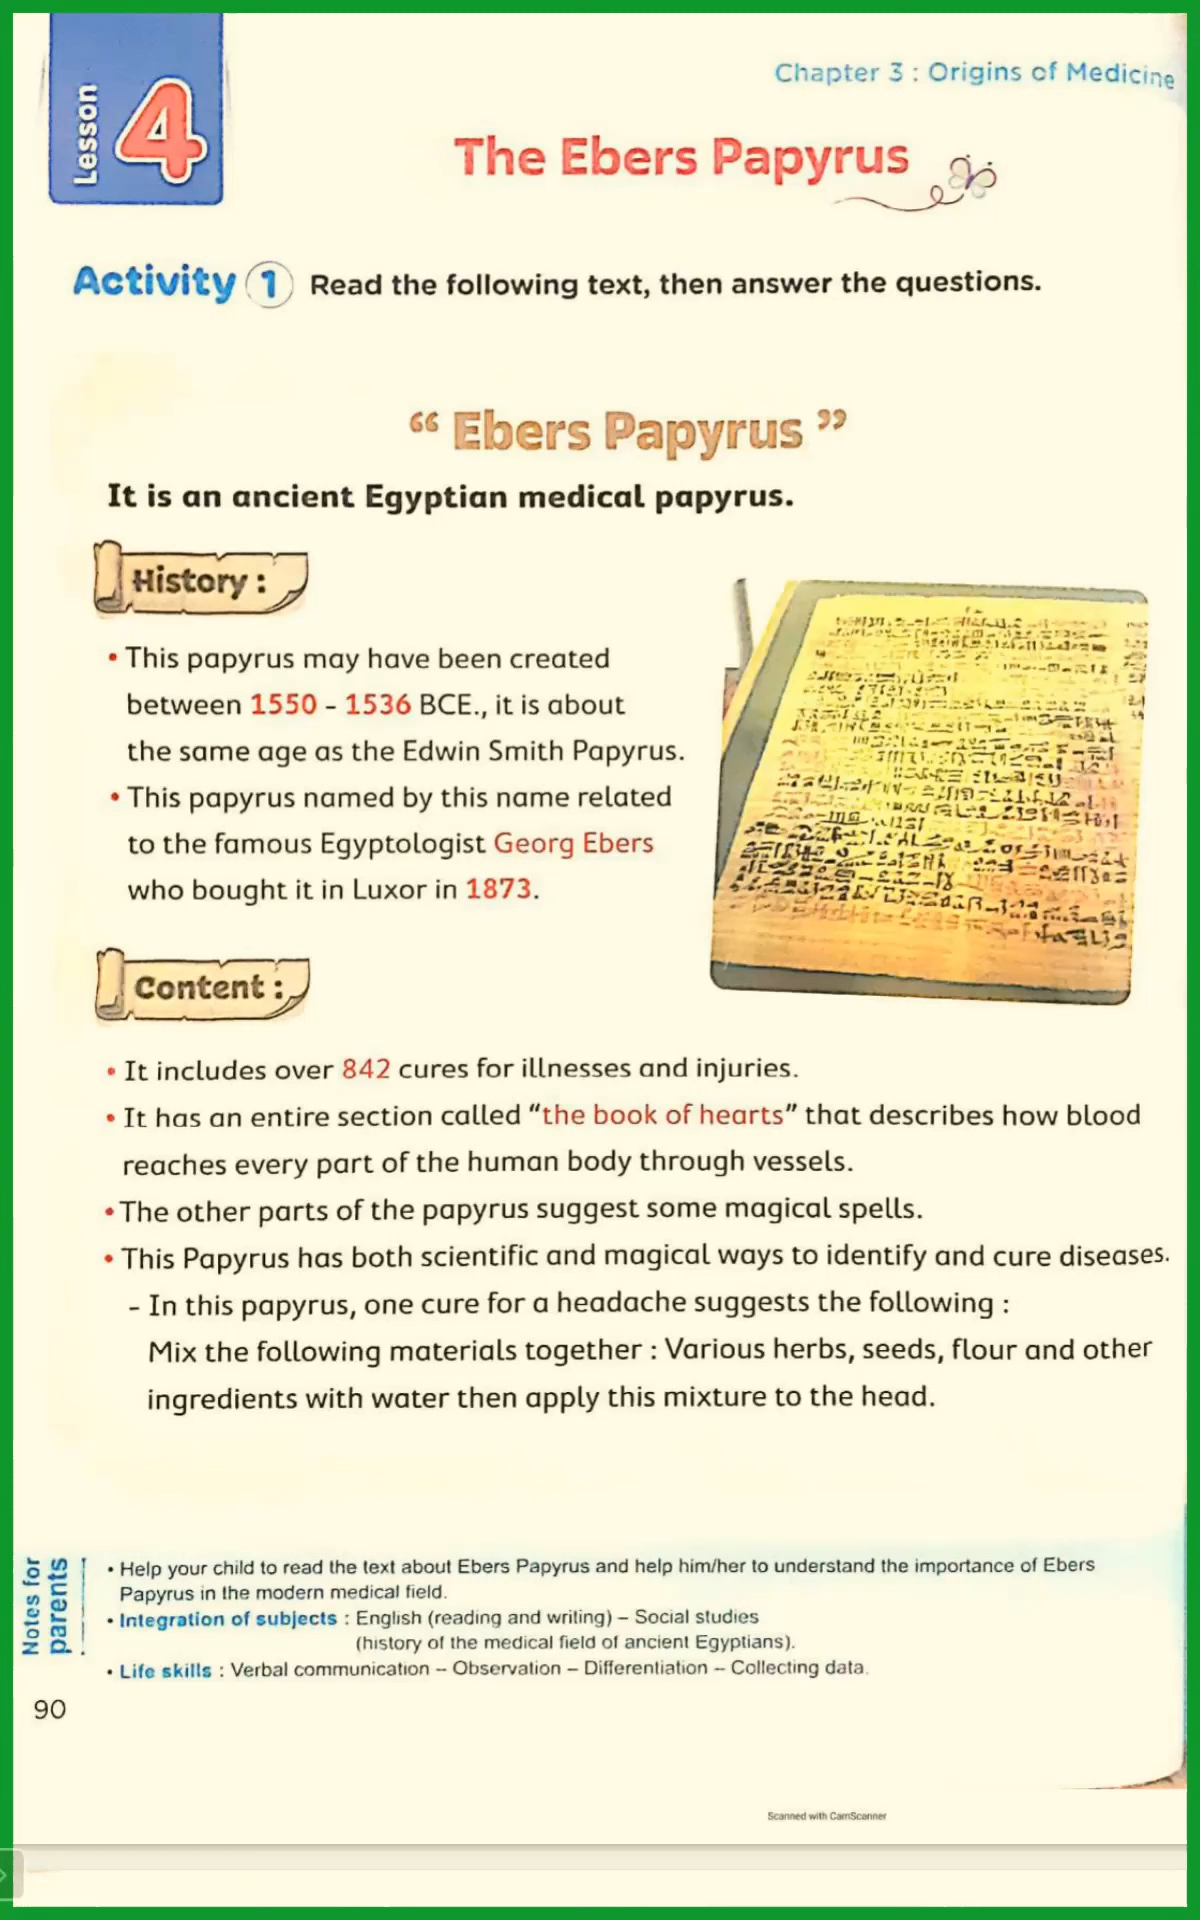 Lesson 4
Chapter 3 : Origins of Medicine
The Ebers Papyrus
Activity 1 Read the following text, then answer the questions.
“ Ebers Papyrus ”
It is an ancient Egyptian medical papyrus.
History :
• This papyrus may have been created
between 1550 - 1536 BCE., it is about
the same age as the Edwin Smith Papyrus.
• This papyrus named by this name related
to the famous Egyptologist Georg Ebers
who bought it in Luxor in 1873.
Content :
• It includes over 842 cures for illnesses and injuries.
• It has an entire section called “the book of hearts” that describes how blood
reaches every part of the human body through vessels.
• The other parts of the papyrus suggest some magical spells.
• This Papyrus has both scientific and magical ways to identify and cure diseases.
- In this papyrus, one cure for a headache suggests the following :
Mix the following materials together : Various herbs, seeds, flour and other
ingredients with water then apply this mixture to the head.
Notes for
parents
• Help your child to read the text about Ebers Papyrus and help him/her to understand the importance of Ebers
Papyrus in the modern medical field.
• Integration of subjects : English (reading and writing) – Social studies
(history of the medical field of ancient Egyptians).
• Life skills : Verbal communication – Observation – Differentiation – Collecting data.
90
Scanned with CamScanner